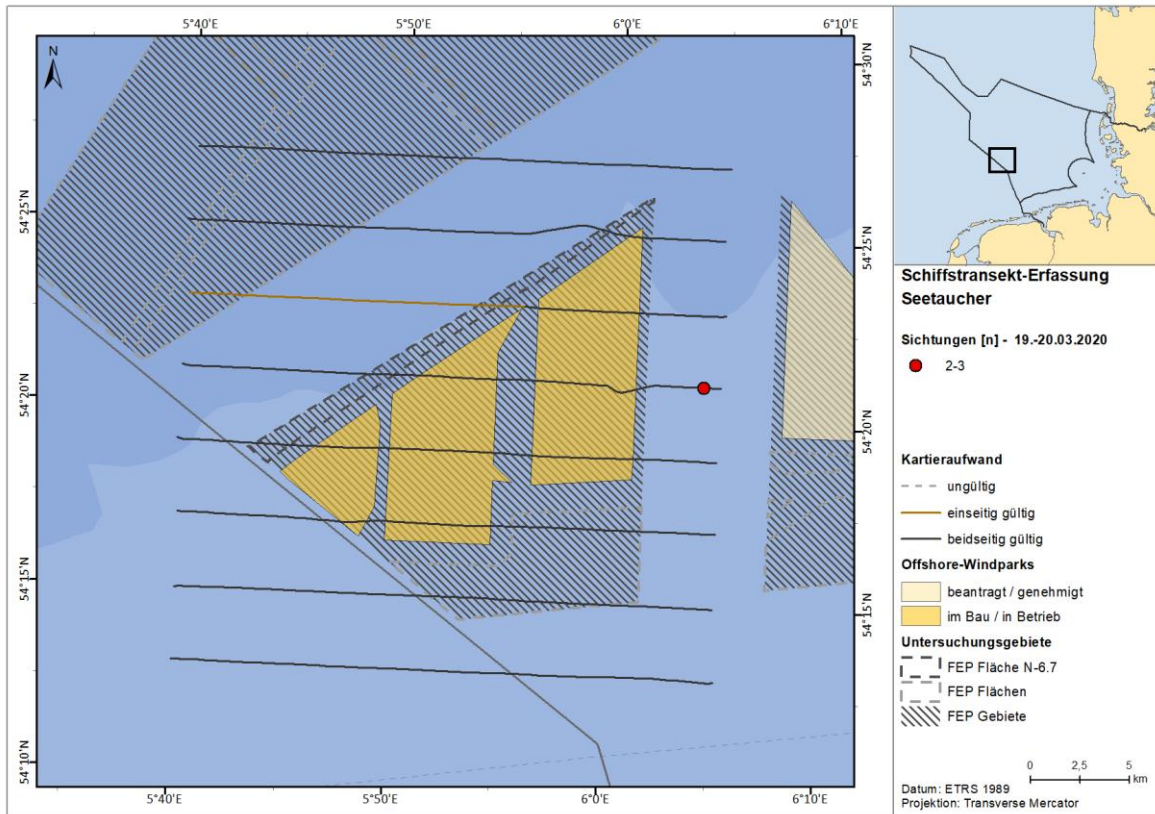 5°40'E
5°50'E
6°0'E
6°10'E
N
54°30'N
54°25'N
54°25'N
54°20'N
54°20'N
54°15'N
54°15'N
54°10'N
5°40'E
5°50'E
6°0'E
6°10'E
Schiffstransekt-Erfassung
Seetaucher
Sichtungen [n] - 19.-20.03.2020
2-3
Kartieraufwand
ungültig
einseitig gültig
beidseitig gültig
Offshore-Windparks
beantragt / genehmigt
im Bau / in Betrieb
Untersuchungsgebiete
FEP Fläche N-6.7
FEP Flächen
FEP Gebiete
0 2,5 5
km
Datum: ETRS 1989
Projektion: Transverse Mercator